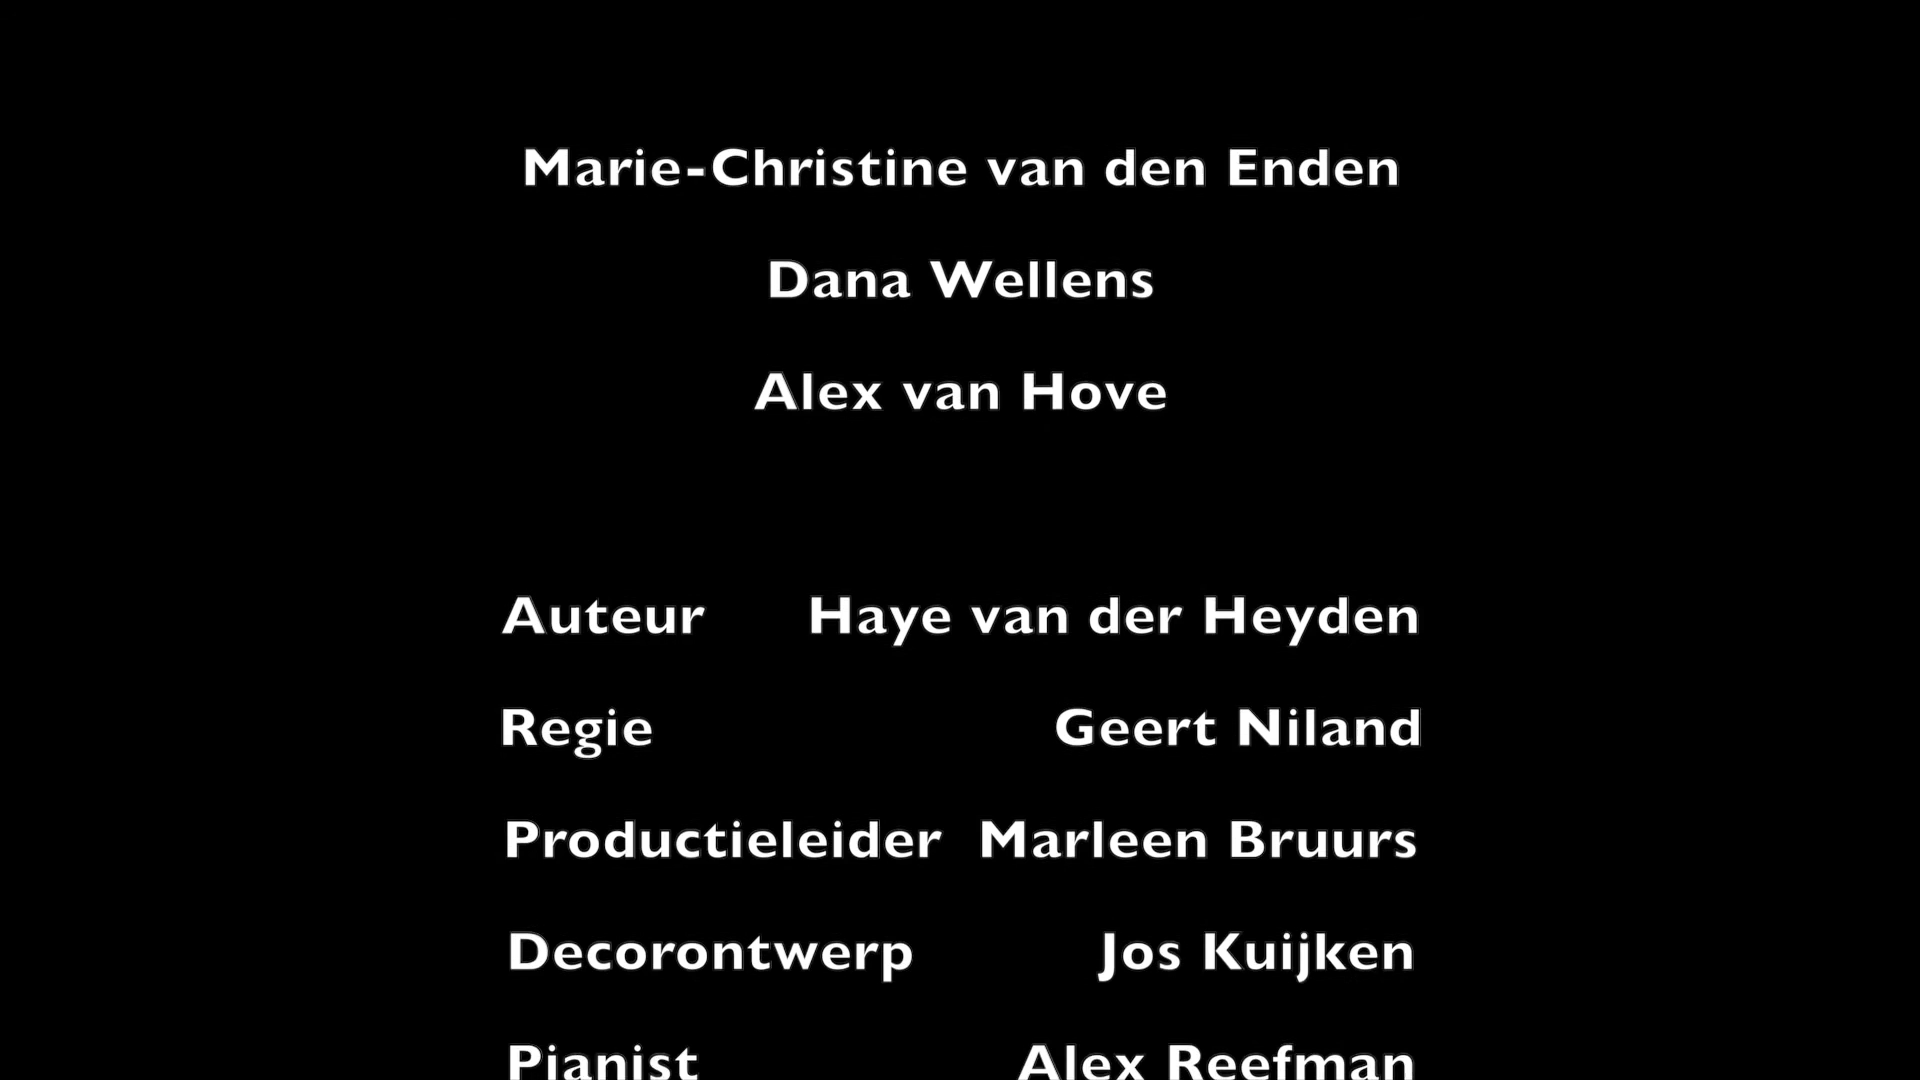 Marie-Christine van den Enden
Dana Wellens
Alex van Hove
Auteur Haye van der Heyden
Regie Geert Niland
Productieleider Marleen Bruurs
Decorontwerp Jos Kuijken
Pianist Alex Reefman